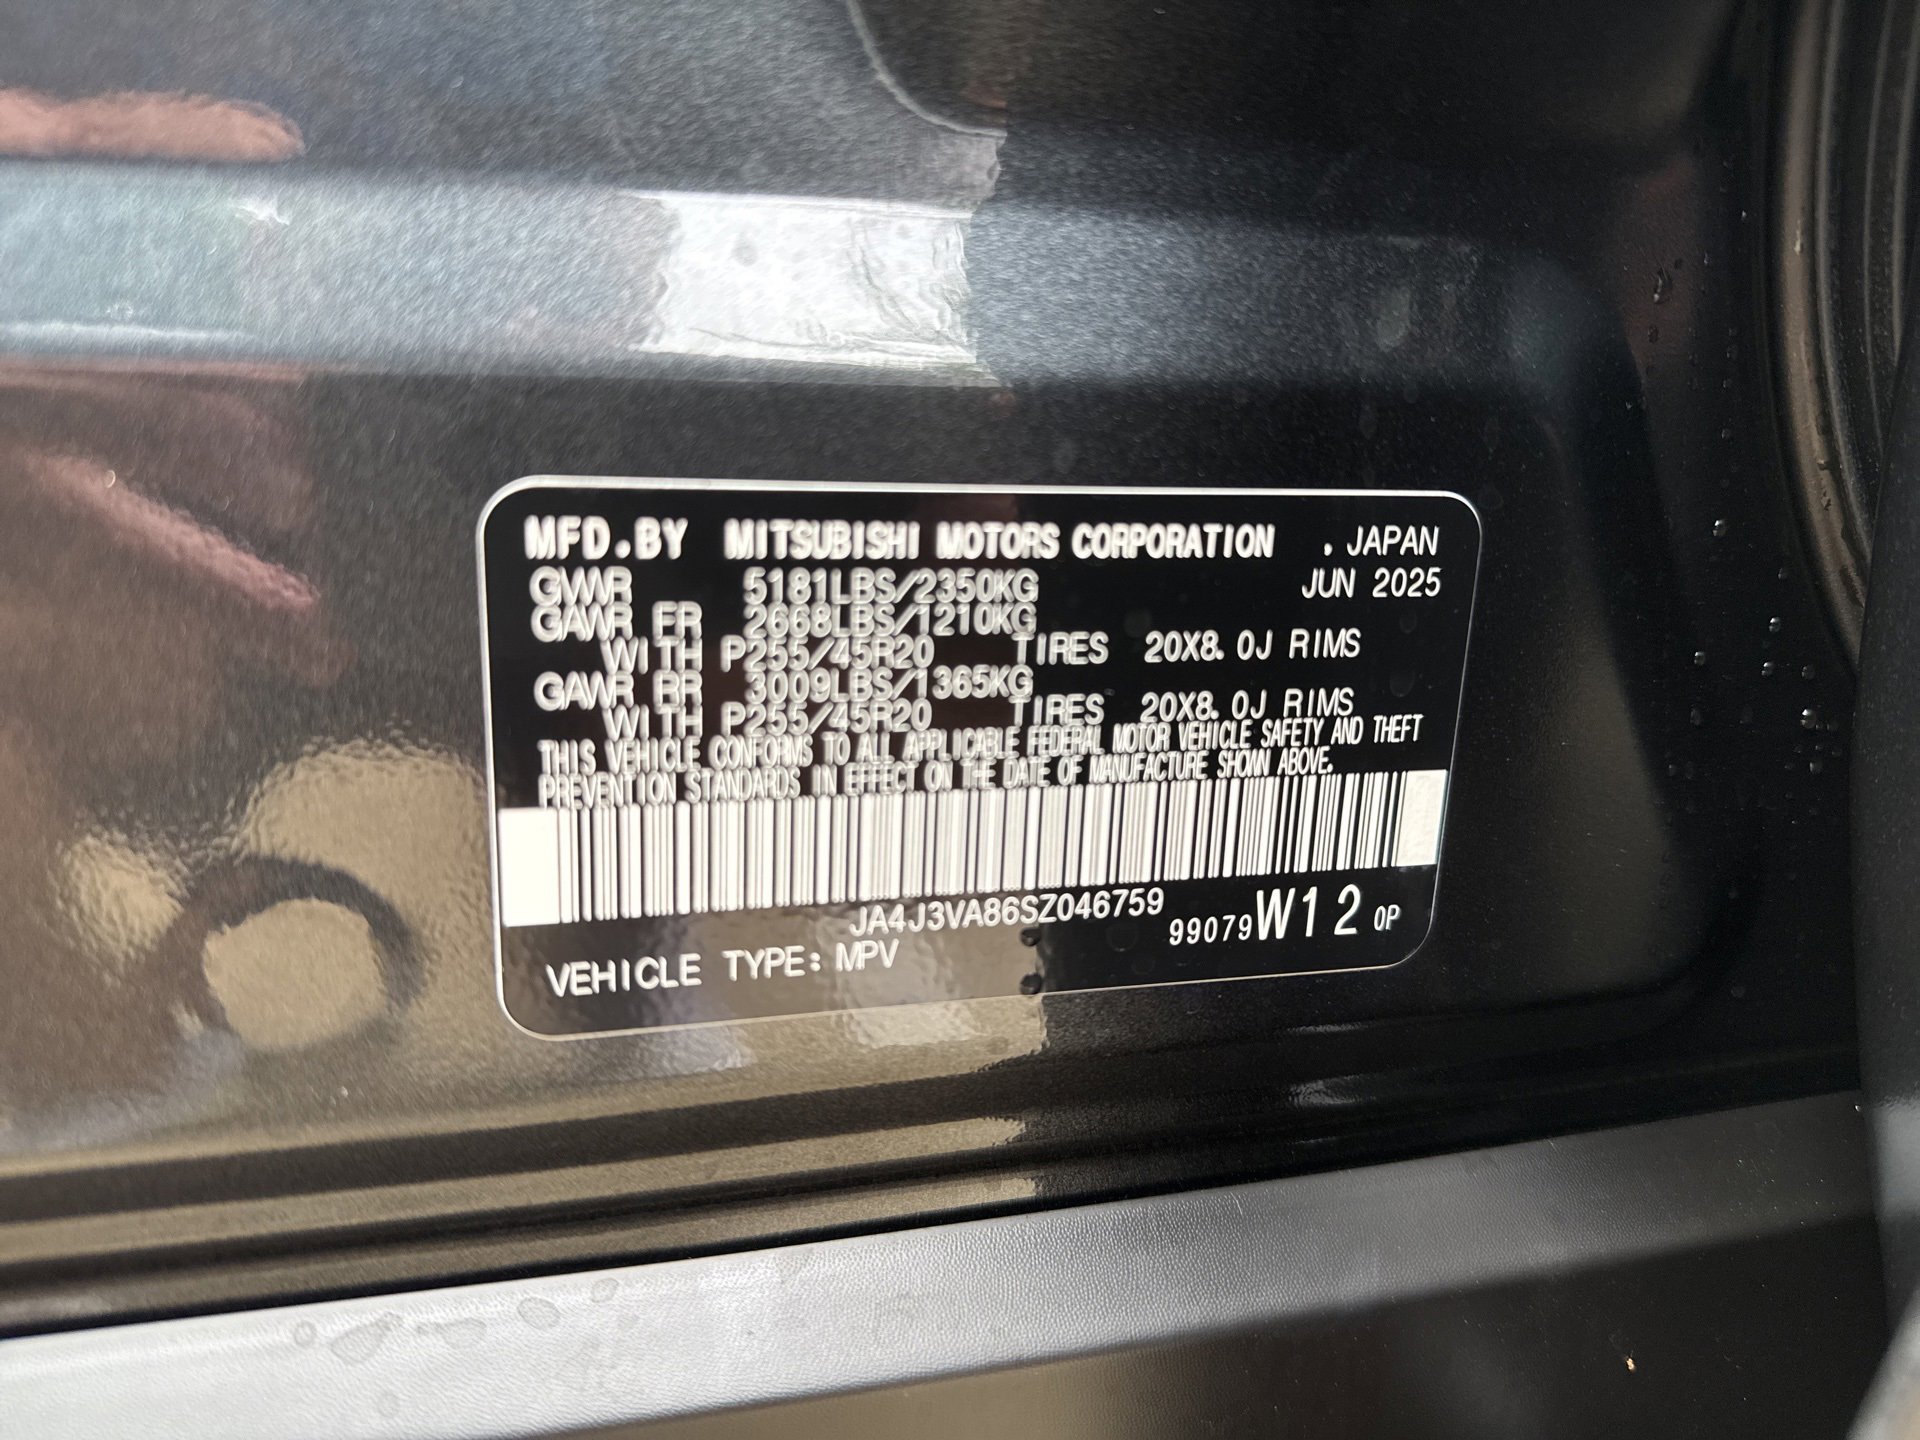 MFD.BY MITSUBISHI MOTORS CORPORATION . JAPAN
GVWR 5181LBS/2350KG JUN 2025
GAWR FR 2668LBS/1210KG
WITH P255/45R20 TIRES 20X8.0J RIMS
GAWR RR 3009LBS/1365KG
WITH P255/45R20 TIRES 20X8.0J RIMS
THIS VEHICLE CONFORMS TO ALL APPLICABLE FEDERAL MOTOR VEHICLE SAFETY AND THEFT
PREVENTION STANDARDS IN EFFECT ON THE DATE OF MANUFACTURE SHOWN ABOVE.
JA4J3VA86SZ046759
99079W12 0P
VEHICLE TYPE: MPV